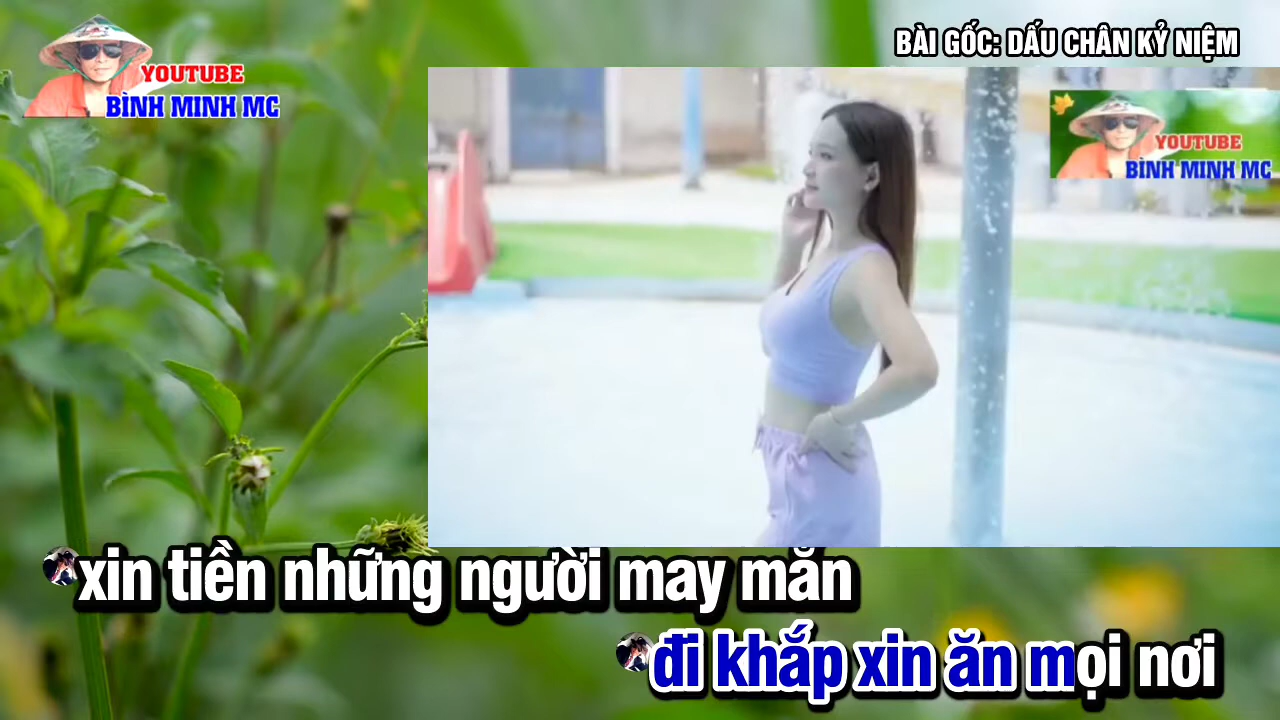 BÀI GỐC: DẤU CHÂN KỶ NIỆM
YOUTUBE
BÌNH MINH MC
YOUTUBE
BÌNH MINH MC
xin tiền những người may mắn
đi khắp xin ăn mọi nơi